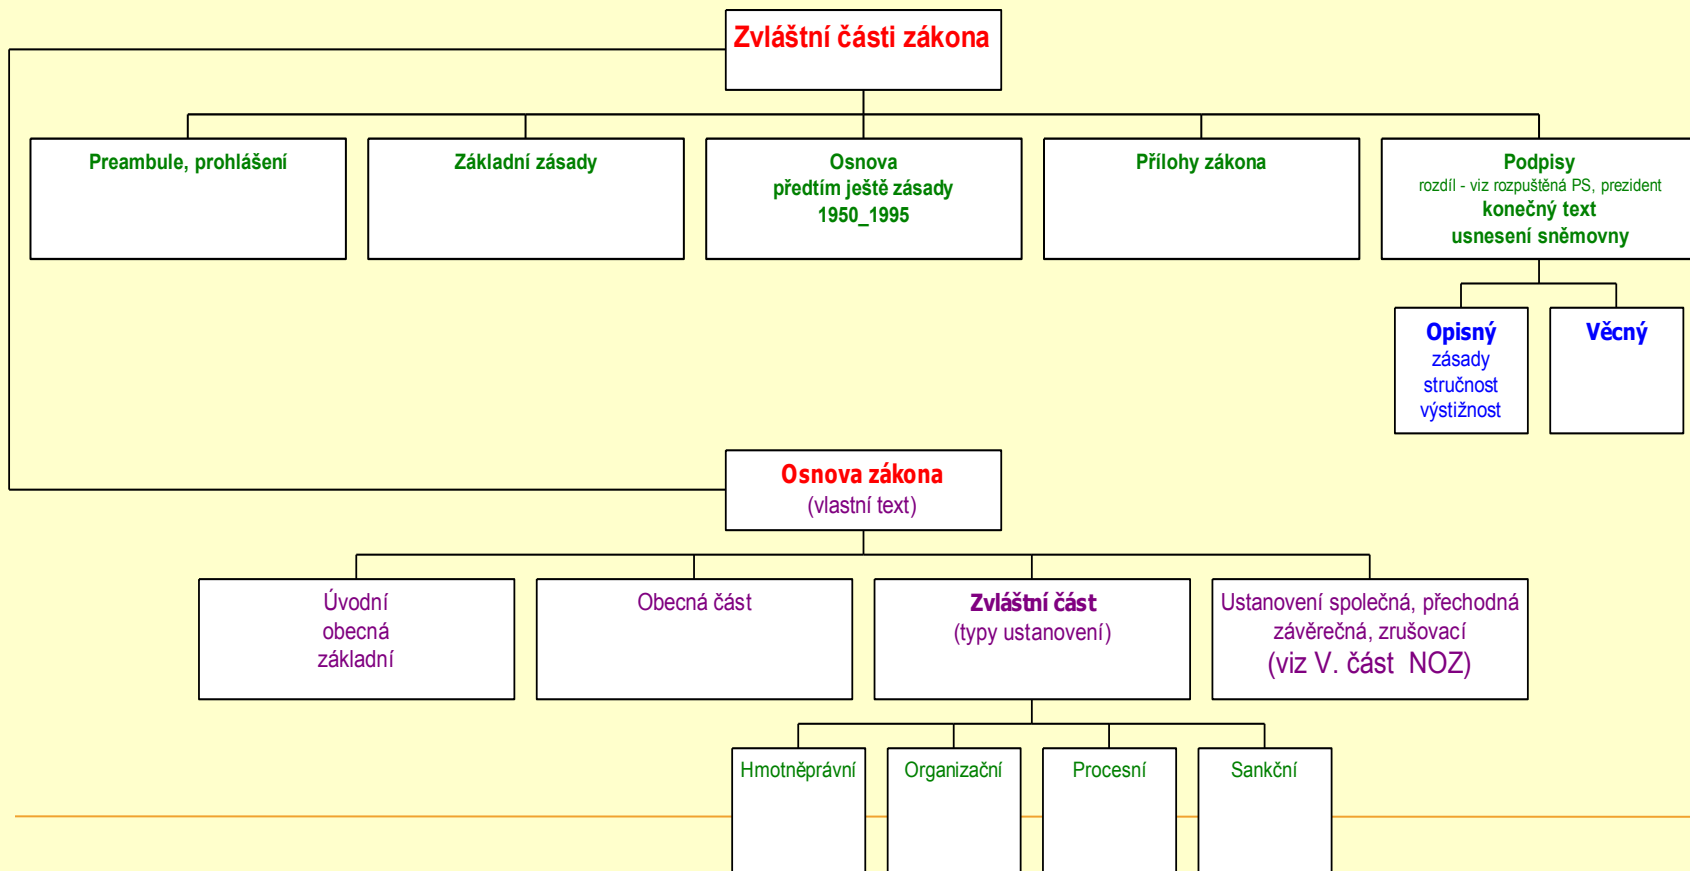 Zvláštní části zákona
Preambule, prohlášení
Základní zásady
Osnova
předtím ještě zásady
1950_1995
Přílohy zákona
Podpisy
rozdíl - viz rozpuštěná PS, prezident
konečný text
usnesení sněmovny
Opisný
zásady
stručnost
výstižnost
Věcný
Osnova zákona
(vlastní text)
Úvodní
obecná
základní
Obecná část
Zvláštní část
(typy ustanovení)
Ustanovení společná, přechodná
závěrečná, zrušovací
(viz V. část NOZ)
Hmotněprávní
Organizační
Procesní
Sankční